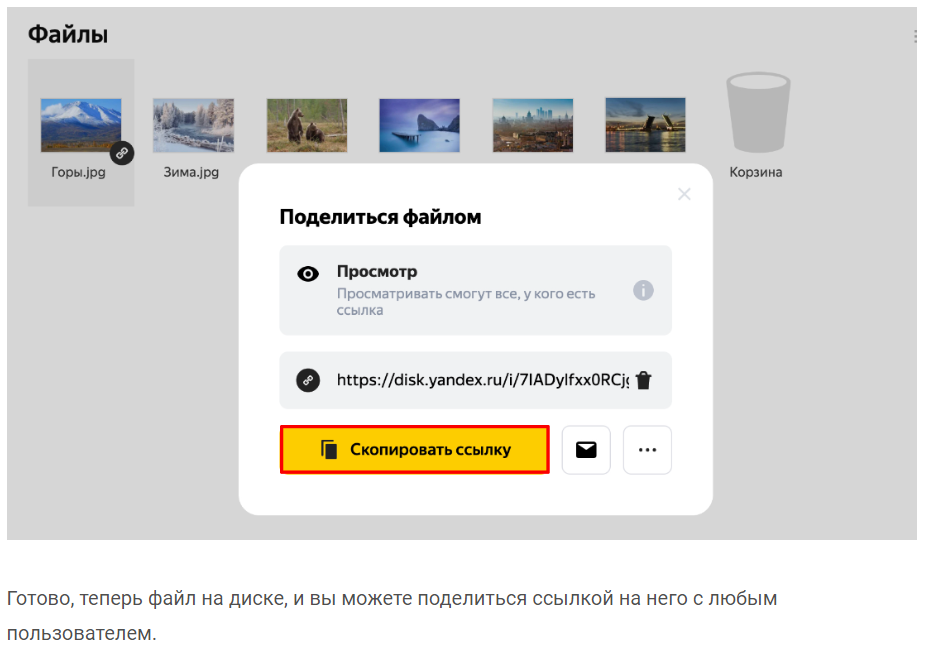 Файлы
Горы.jpg
Зима.jpg
Корзина
Поделиться файлом
Просмотр
Просматривать смогут все, у кого есть
ссылка
https://disk.yandex.ru/i/7IADylfxx0RCj
Скопировать ссылку
Готово, теперь файл на диске, и вы можете поделиться ссылкой на него с любым
пользователем.